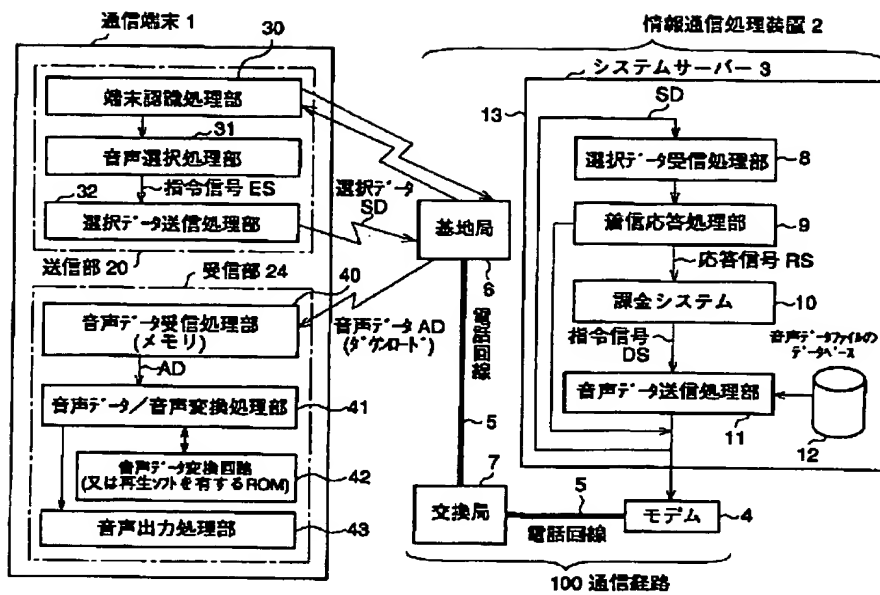 通信端末 1
30
端末認識処理部
31
音声選択処理部
32
指令信号 ES
選択データ送信処理部
送信部 20
受信部 24
40
音声データ受信処理部
(メモリ)
AD
音声データ/音声変換処理部
41
音声データ変換回路
(又は再生ソフトを有するROM)
42
音声出力処理部
43
選択データ
SD
基地局
6
音声データ AD
(ダウンロード)
電話回線
5
7
交換局
5
電話回線
モデム
4
100 通信経路
情報通信処理装置 2
システムサーバー 3
SD
13
選択データ受信処理部
8
着信応答処理部
9
応答信号 RS
課金システム
10
指令信号
DS
音声データファイルの
データベース
音声データ送信処理部
11
12